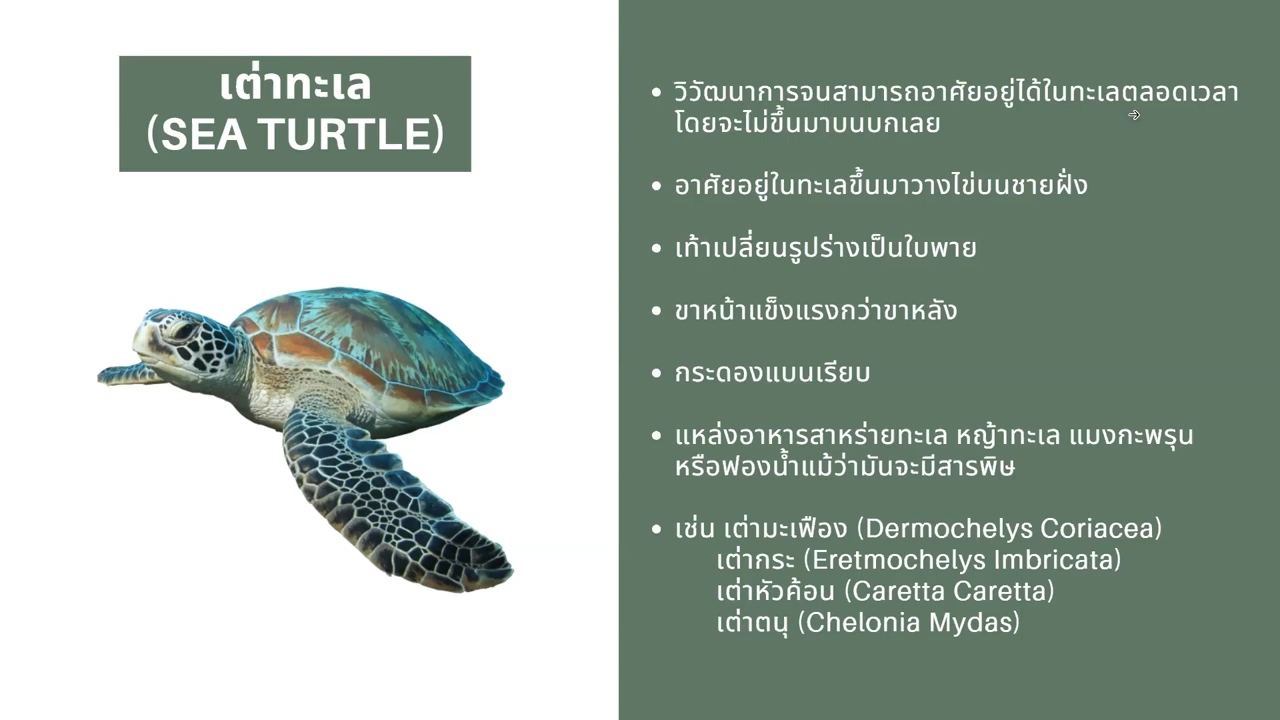 เต่าทะเล
(SEA TURTLE)
• วิวัฒนาการจนสามารถอาศัยอยู่ได้ในทะเลตลอดเวลา
โดยจะไม่ขึ้นมาบนบกเลย
• อาศัยอยู่ในทะเลขึ้นมาวางไข่บนชายฝั่ง
• เท้าเปลี่ยนรูปร่างเป็นใบพาย
• ขาหน้าแข็งแรงกว่าขาหลัง
• กระดองแบนเรียบ
• แหล่งอาหารสาหร่ายทะเล หญ้าทะเล แมงกะพรุน
หรือฟองน้ำแม้ว่ามันจะมีสารพิษ
• เช่น เต่ามะเฟือง (Dermochelys Coriacea)
เต่ากระ (Eretmochelys Imbricata)
เต่าหัวค้อน (Caretta Caretta)
เต่าตนุ (Chelonia Mydas)